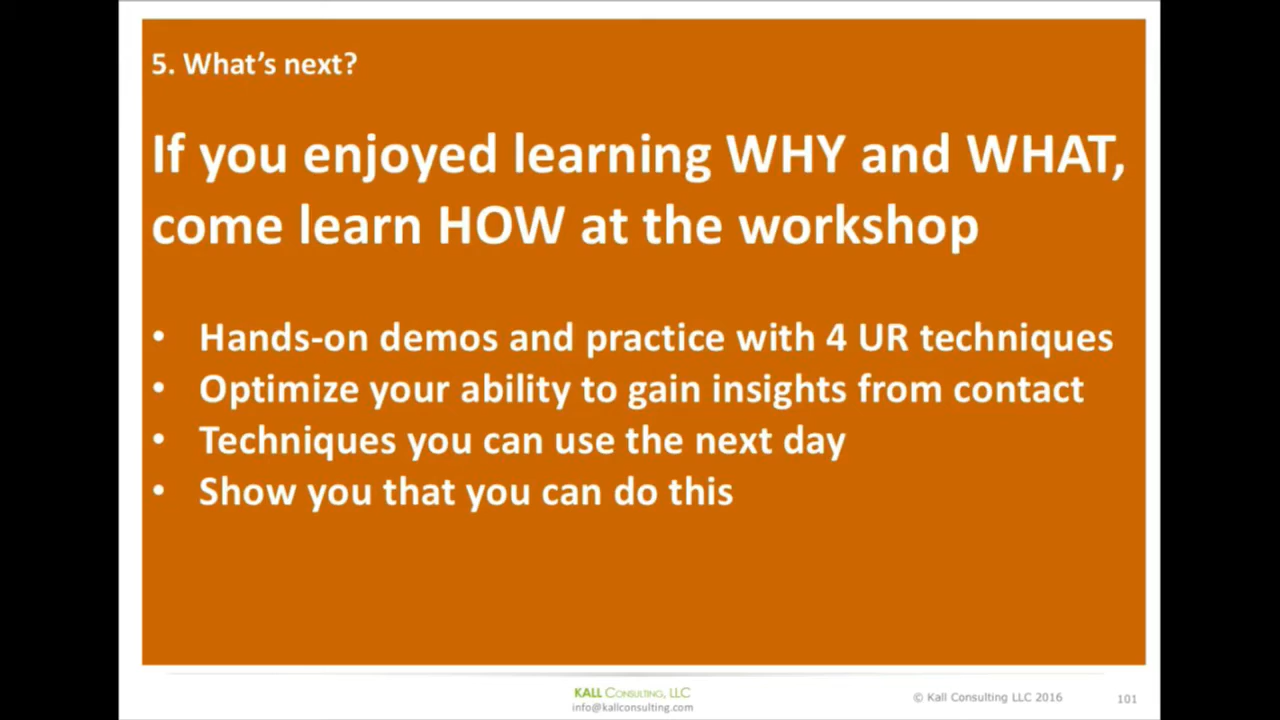 5. What's next?
If you enjoyed learning WHY and WHAT,
come learn HOW at the workshop
• Hands-on demos and practice with 4 UR techniques
• Optimize your ability to gain insights from contact
• Techniques you can use the next day
• Show you that you can do this
KALL CONSULTING, LLC
info@kallconsulting.com
© Kall Consulting LLC 2016
101